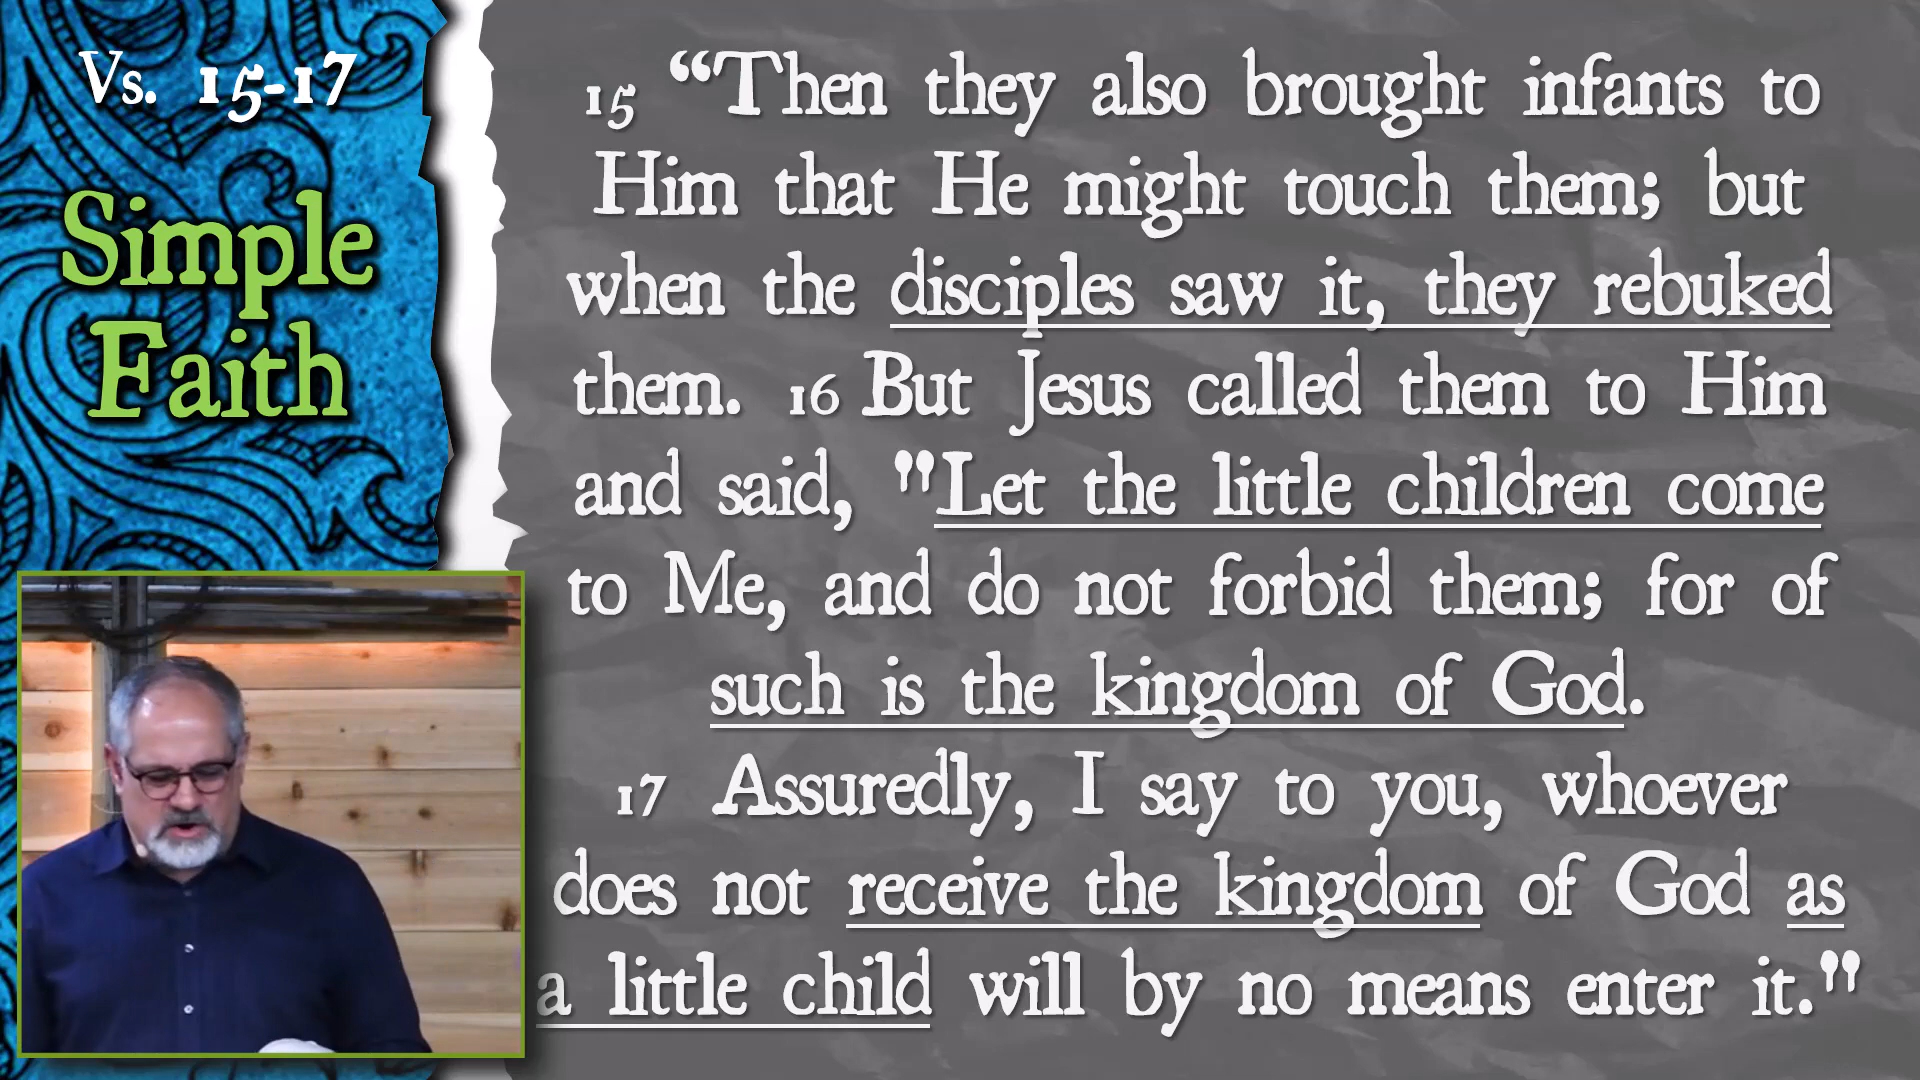 Vs. 15-17
Simple
Faith
15 “Then they also brought infants to
Him that He might touch them; but
when the disciples saw it, they rebuked
them. 16 But Jesus called them to Him
and said, "Let the little children come
to Me, and do not forbid them; for of
such is the kingdom of God.
17 Assuredly, I say to you, whoever
does not receive the kingdom of God as
a little child will by no means enter it."